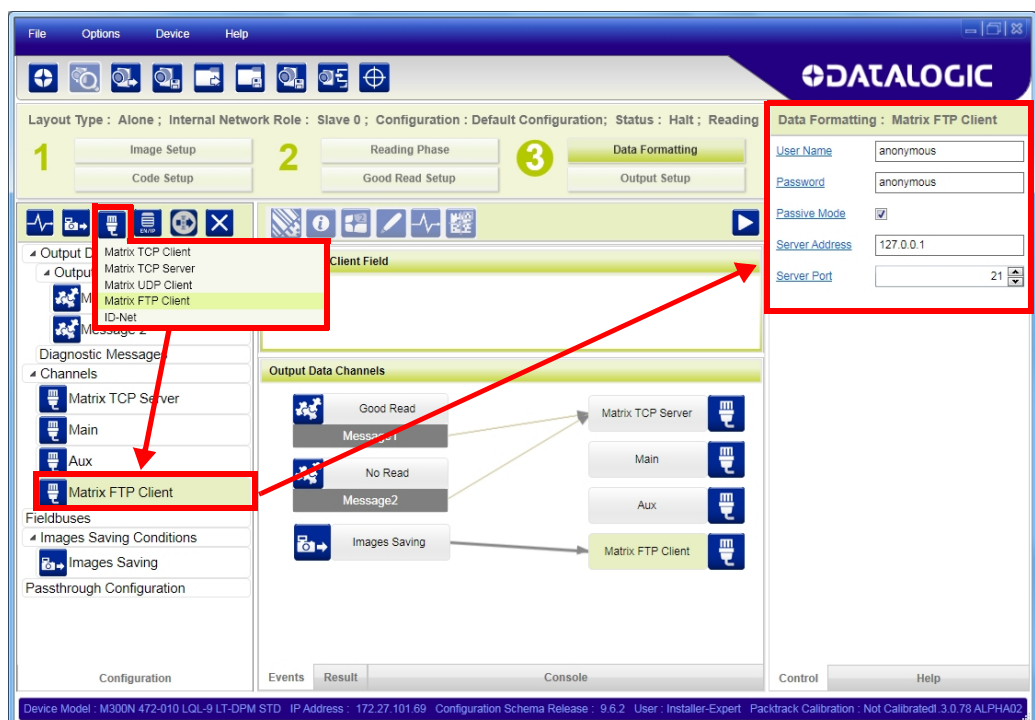 File Options Device Help
DATALOGIC
Layout Type : Alone ; Internal Network Role : Slave 0 ; Configuration : Default Configuration; Status : Halt ; Reading
1
Image Setup
Code Setup
2
Reading Phase
Good Read Setup
3
Data Formatting
Output Setup
Data Formatting : Matrix FTP Client
User Name anonymous
Password anonymous
Passive Mode
Server Address 127.0.0.1
Server Port 21
EN/IP
Matrix TCP Client
Matrix TCP Server
Matrix UDP Client
Matrix FTP Client
ID-Net
Output D
Output
M
Message 2
Diagnostic Messages
Channels
Matrix TCP Server
Main
Aux
Matrix FTP Client
Fieldbuses
Images Saving Conditions
Images Saving
Passthrough Configuration
Configuration
Client Field
Output Data Channels
Good Read
Message1
No Read
Message2
Images Saving
Matrix TCP Server
Main
Aux
Matrix FTP Client
Events Result Console
Control Help
Device Model : M300N 472-010 LQL-9 LT-DPM STD IP Address : 172.27.101.69 Configuration Schema Release : 9.6.2 User : Installer-Expert Packtrack Calibration : Not Calibrated!.3.0.78 ALPHA02